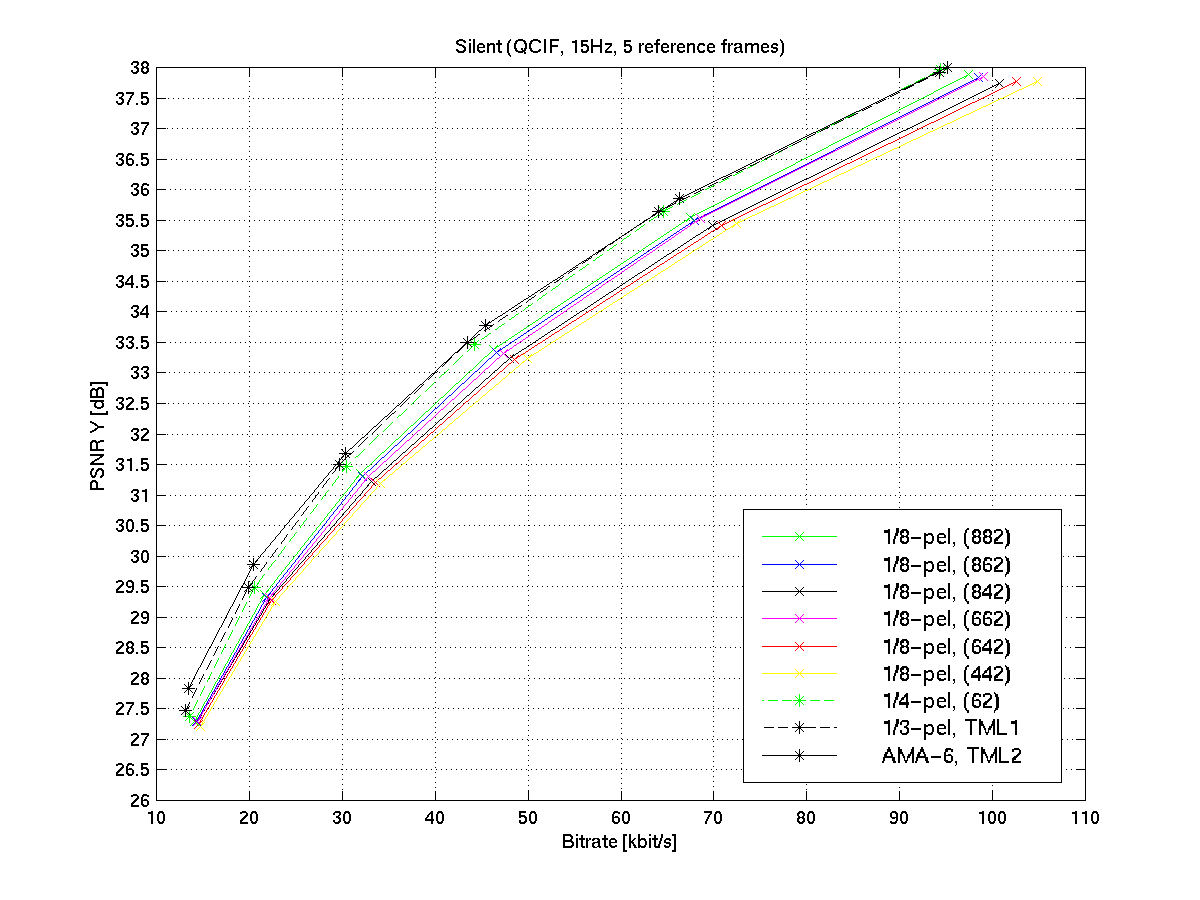 Silent (QCIF, 15Hz, 5 reference frames)
38
37.5
37
36.5
36
35.5
35
34.5
34
33.5
33
32.5
32
31.5
31
30.5
30
29.5
29
28.5
28
27.5
27
26.5
26
PSNR Y [dB]
1/8-pel, (882)
1/8-pel, (862)
1/8-pel, (842)
1/8-pel, (662)
1/8-pel, (642)
1/8-pel, (442)
1/4-pel, (62)
1/3-pel, TML1
AMA-6, TML2
10 20 30 40 50 60 70 80 90 100 110
Bitrate [kbit/s]